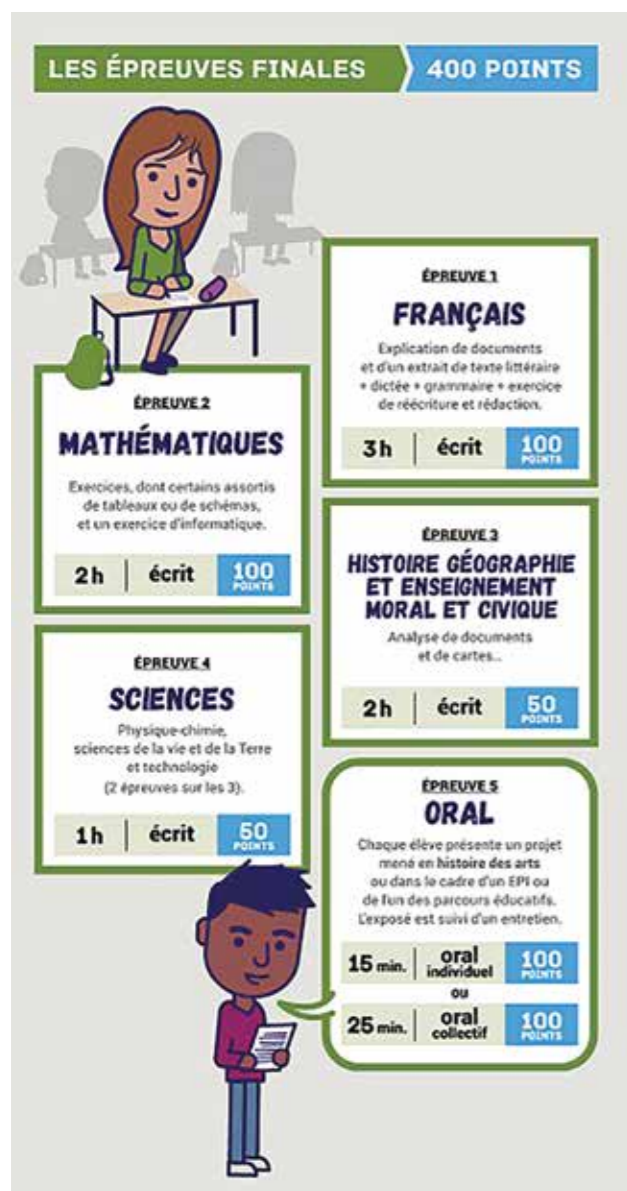 LES ÉPREUVES FINALES
400 POINTS
ÉPREUVE 1
FRANÇAIS
Explication de documents
et d'un extrait de texte littéraire
+ dictée + grammaire + exercice
de réécriture et rédaction.
3 h | écrit
100
POINTS
ÉPREUVE 2
MATHÉMATIQUES
Exercices, dont certains assortis
de tableaux ou de schémas,
et un exercice d'informatique.
2 h | écrit
100
POINTS
ÉPREUVE 3
HISTOIRE GÉOGRAPHIE
ET ENSEIGNEMENT
MORAL ET CIVIQUE
Analyse de documents
et de cartes...
2 h | écrit
50
POINTS
ÉPREUVE 4
SCIENCES
Physique-chimie,
sciences de la vie et de la Terre
et technologie
(2 épreuves sur les 3).
1 h | écrit
50
POINTS
ÉPREUVE 5
ORAL
Chaque élève présente un projet
mené en histoire des arts
ou dans le cadre d'un EPI ou
de l'un des parcours éducatifs.
L'exposé est suivi d'un entretien.
15 min. | oral
individuel
100
POINTS
ou
25 min. | oral
collectif
100
POINTS